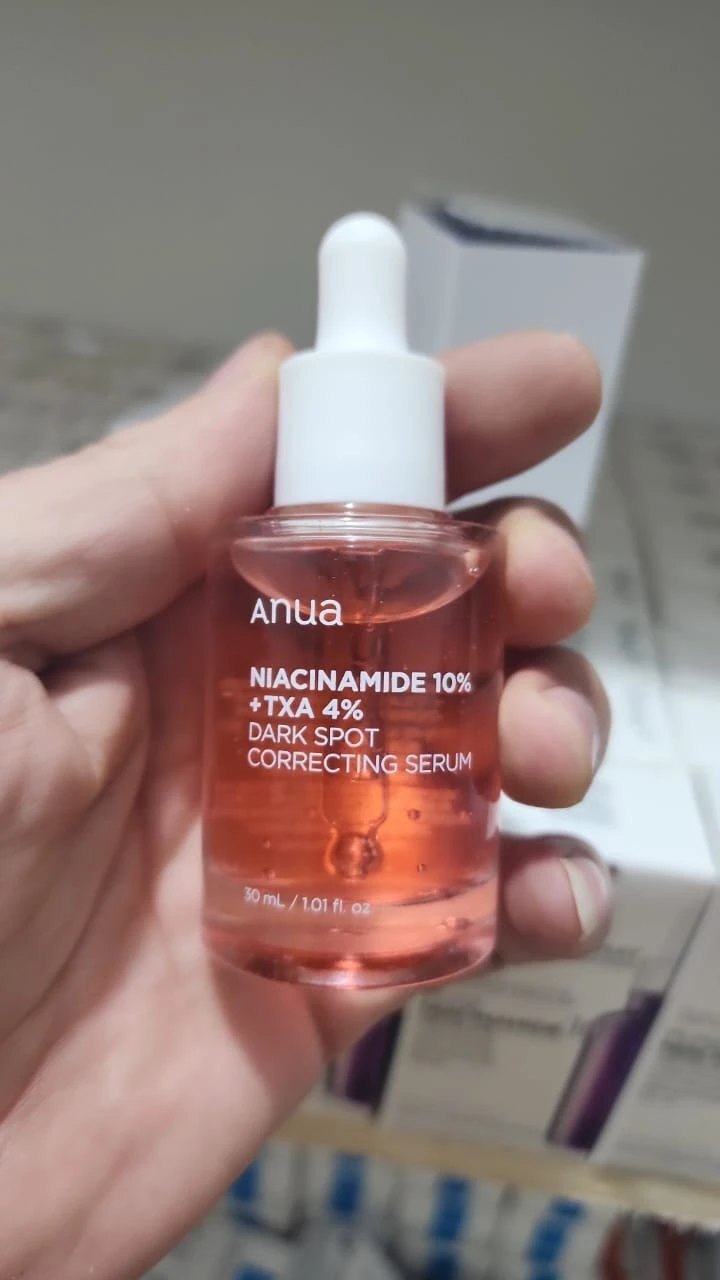 Anua
NIACINAMIDE 10%
+TXA 4%
DARK SPOT
CORRECTING SERUM
30 mL / 1.01 fl. oz